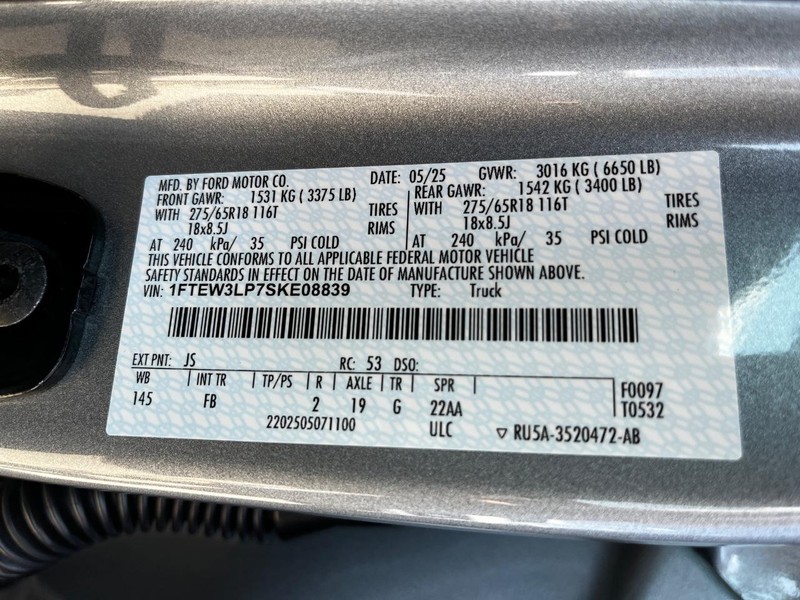 MFD. BY FORD MOTOR CO. DATE: 05/25 GVWR: 3016 KG ( 6650 LB)
FRONT GAWR: 1531 KG ( 3375 LB) REAR GAWR: 1542 KG ( 3400 LB)
WITH 275/65R18 116T TIRES WITH 275/65R18 116T TIRES
18x8.5J RIMS 18x8.5J RIMS
AT 240 kPa/ 35 PSI COLD AT 240 kPa/ 35 PSI COLD
THIS VEHICLE CONFORMS TO ALL APPLICABLE FEDERAL MOTOR VEHICLE
SAFETY STANDARDS IN EFFECT ON THE DATE OF MANUFACTURE SHOWN ABOVE.
VIN: 1FTEW3LP7SKE08839 TYPE: Truck
EXT PNT: JS RC: 53 DSO:
WB INT TR TP/PS R AXLE TR SPR F0097
145 FB 2 19 G 22AA T0532
2202505071100 ULC ▽ RU5A-3520472-AB